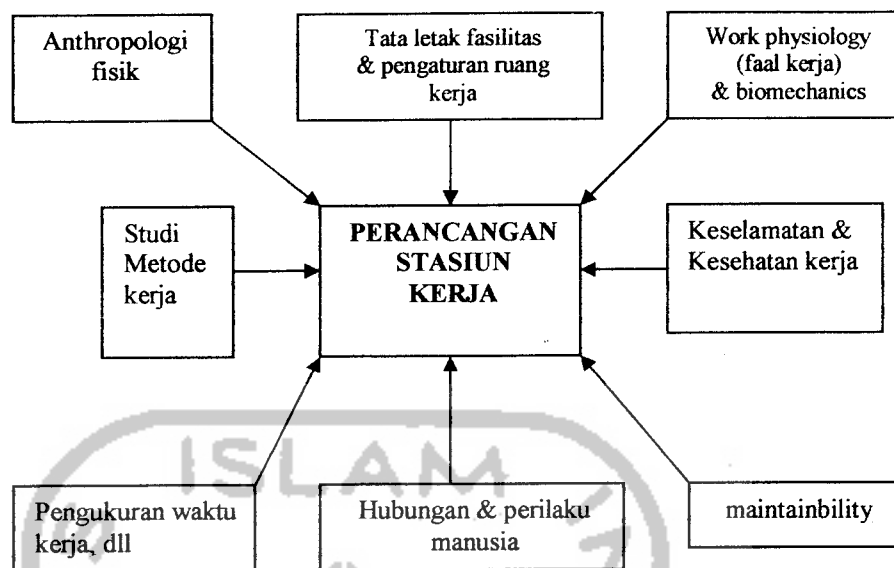 Anthropologi
fisik
Tata letak fasilitas
& pengaturan ruang
kerja
Work physiology
(faal kerja)
& biomechanics
Studi
Metode
kerja
PERANCANGAN
STASIUN
KERJA
Keselamatan &
Kesehatan kerja
ISLAM
Pengukuran waktu
kerja, dll
Hubungan & perilaku
manusia
maintainbility